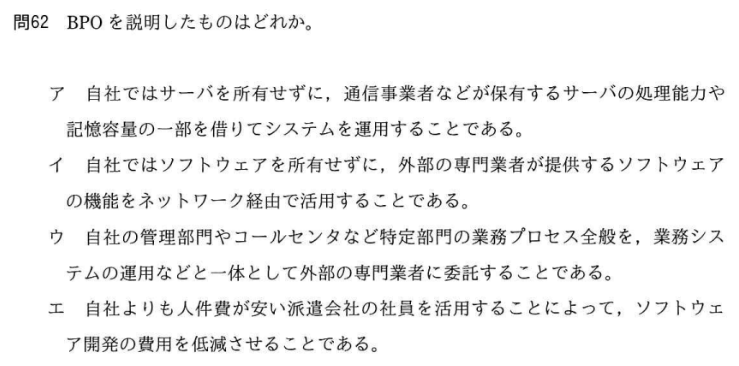 問62 BPO を説明したものはどれか。
ア 自社ではサーバを所有せずに，通信事業者などが保有するサーバの処理能力や
記憶容量の一部を借りてシステムを運用することである。
イ 自社ではソフトウェアを所有せずに，外部の専門業者が提供するソフトウェア
の機能をネットワーク経由で活用することである。
ウ 自社の管理部門やコールセンタなど特定部門の業務プロセス全般を，業務シス
テムの運用などと一体として外部の専門業者に委託することである。
エ 自社よりも人件費が安い派遣会社の社員を活用することによって，ソフトウェ
ア開発の費用を低減させることである。